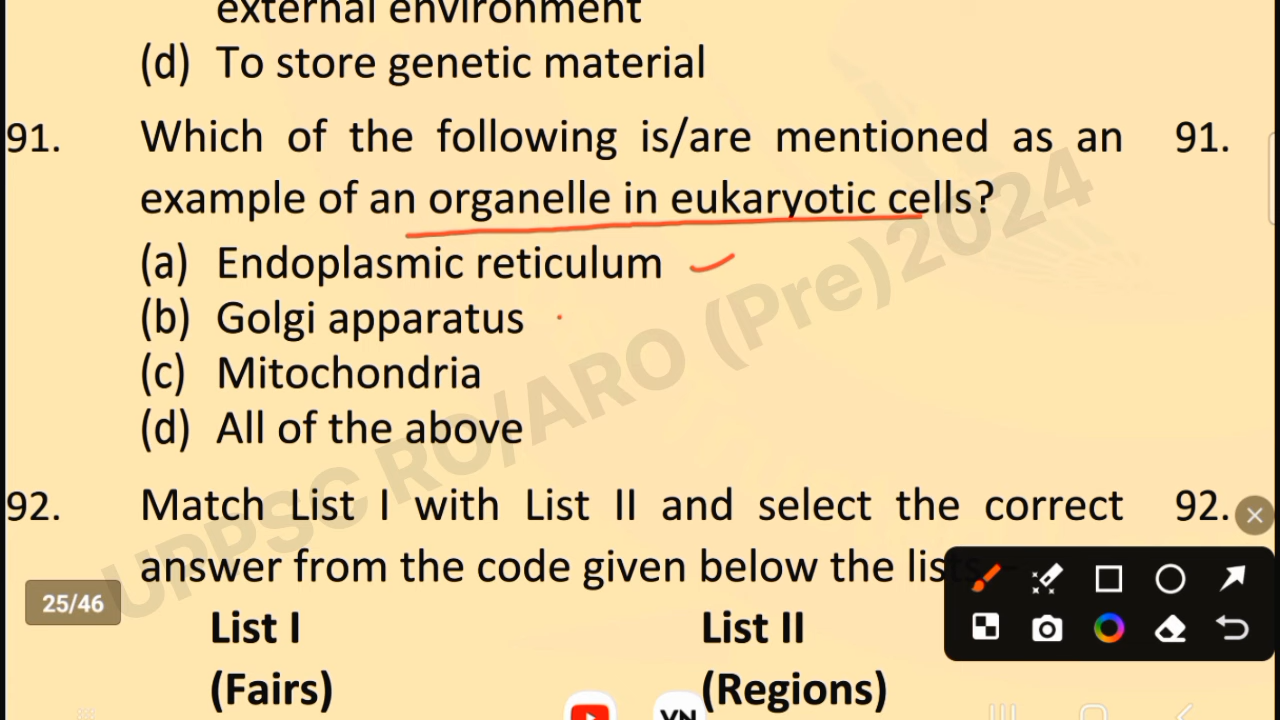 external environment
(d) To store genetic material
91. Which of the following is/are mentioned as an 91.
example of an organelle in eukaryotic cells?
(a) Endoplasmic reticulum
(b) Golgi apparatus
(c) Mitochondria
(d) All of the above
UPPSC RO/ARO (Pre)2024
92. Match List I with List II and select the correct 92.
answer from the code given below the lists –
25/46
List I List II
(Fairs) (Regions)
VN